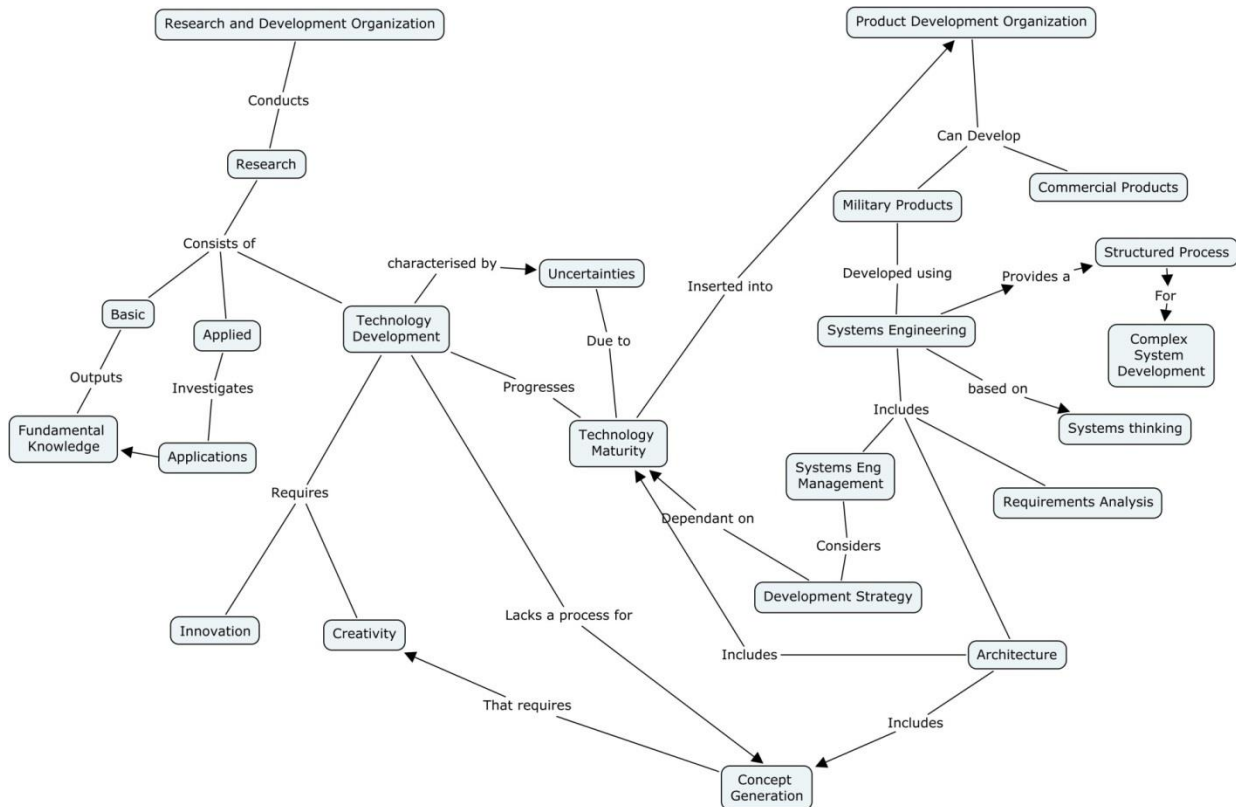 Research and Development Organization
Product Development Organization
Conducts
Can Develop
Research
Commercial Products
Military Products
Consists of
characterised by
Uncertainties
Structured Process
Developed using
Provides a
Inserted into
For
Basic
Applied
Technology
Development
Systems Engineering
Complex
System
Development
Due to
Outputs
Investigates
Progresses
based on
Includes
Fundamental
Knowledge
Applications
Technology
Maturity
Systems thinking
Systems Eng
Management
Requirements Analysis
Requires
Dependant on
Considers
Development Strategy
Innovation
Creativity
Lacks a process for
Includes
Architecture
That requires
Includes
Concept
Generation